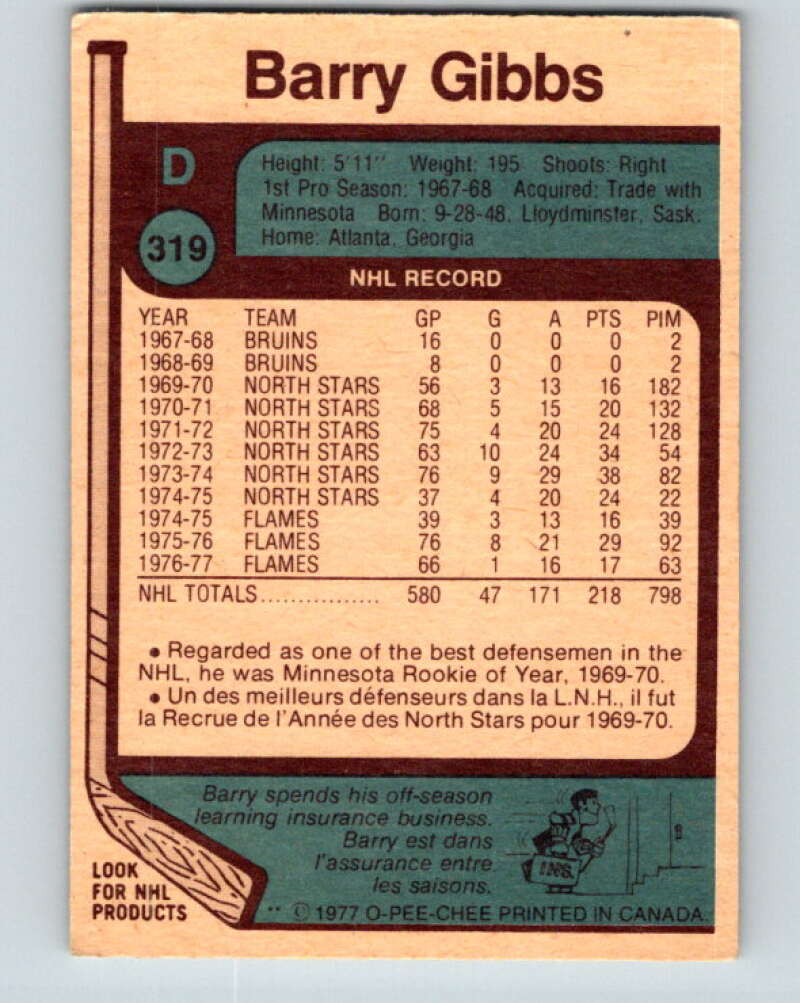 Barry Gibbs
D
319
Height: 5'11" Weight: 195 Shoots: Right
1st Pro Season: 1967-68 Acquired: Trade with
Minnesota Born: 9-28-48, Lloydminster, Sask.
Home: Atlanta, Georgia
NHL RECORD
YEAR TEAM GP G A PTS PIM
1967-68 BRUINS 16 0 0 0 2
1968-69 BRUINS 8 0 0 0 2
1969-70 NORTH STARS 56 3 13 16 182
1970-71 NORTH STARS 68 5 15 20 132
1971-72 NORTH STARS 75 4 20 24 128
1972-73 NORTH STARS 63 10 24 34 54
1973-74 NORTH STARS 76 9 29 38 82
1974-75 NORTH STARS 37 4 20 24 22
1974-75 FLAMES 39 3 13 16 39
1975-76 FLAMES 76 8 21 29 92
1976-77 FLAMES 66 1 16 17 63
NHL TOTALS................ 580 47 171 218 798
• Regarded as one of the best defensemen in the
NHL, he was Minnesota Rookie of Year, 1969-70.
• Un des meilleurs défenseurs dans la L.N.H., il fut
la Recrue de l'Année des North Stars pour 1969-70.
Barry spends his off-season
learning insurance business.
Barry est dans
l'assurance entre
les saisons.
INS.
LOOK
FOR NHL
PRODUCTS
** © 1977 O-PEE-CHEE PRINTED IN CANADA.